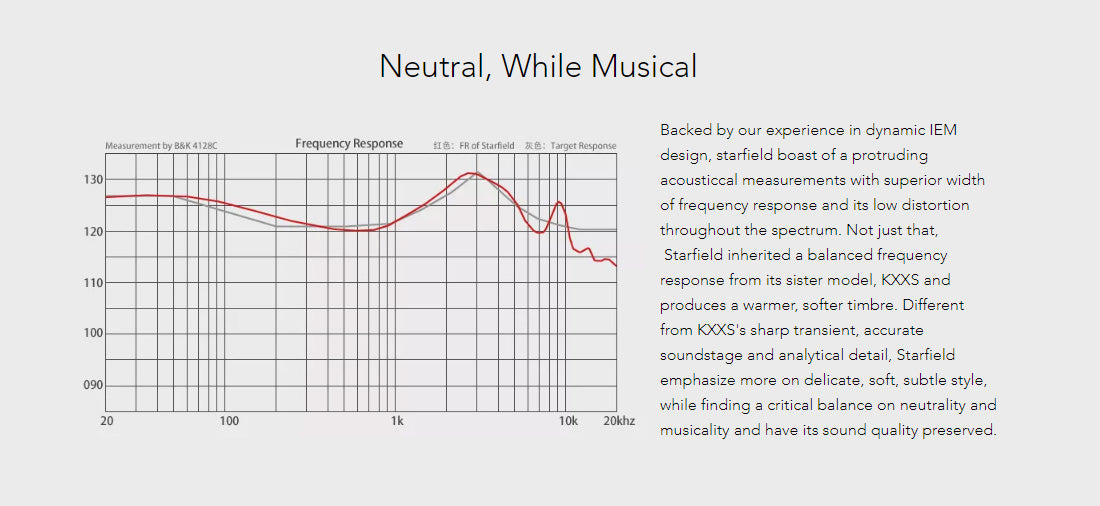 Neutral, While Musical
Measurement by B&K 4128C
Frequency Response
红色: FR of Starfield
灰色: Target Response
130
120
110
100
090
20
100
1k
10k
20khz
Backed by our experience in dynamic IEM
design, starfield boast of a protruding
acousticcal measurements with superior width
of frequency response and its low distortion
throughout the spectrum. Not just that,
Starfield inherited a balanced frequency
response from its sister model, KXXS and
produces a warmer, softer timbre. Different
from KXXS's sharp transient, accurate
soundstage and analytical detail, Starfield
emphasize more on delicate, soft, subtle style,
while finding a critical balance on neutrality and
musicality and have its sound quality preserved.